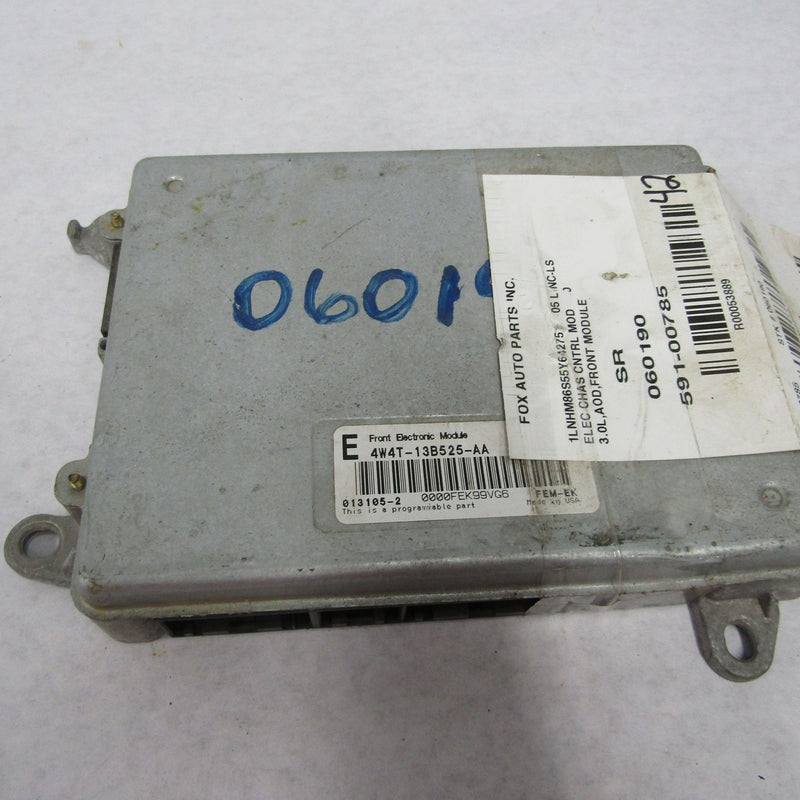 06019
E Front Electronic Module
4W4T-13B525-AA
013105-2 0000FEK99VG6 FEM-EK
This is a programmable part Made in USA
FOX AUTO PARTS INC.
05 LINC-LS
ELEC CHAS CNTRL MOD J
3.0L,AOD,FRONT MODULE
SR
060190
591-00785
R00053889
42